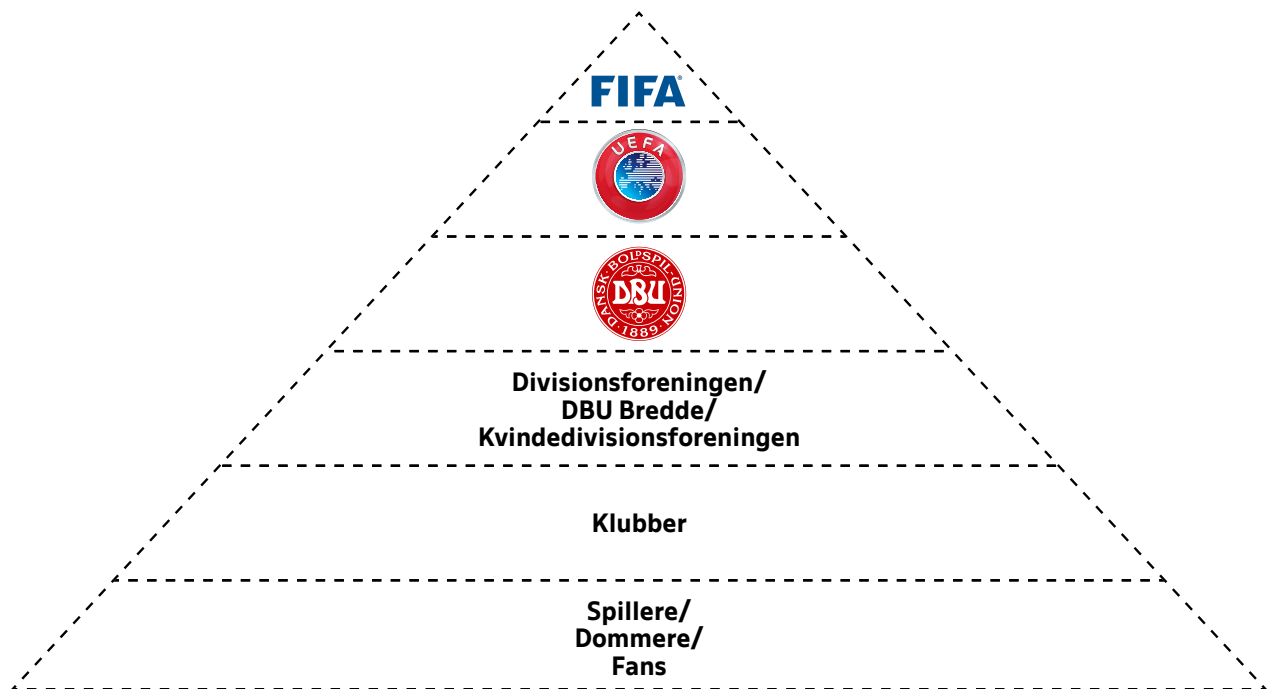 FIFA
UEFA
DANSK·BOLDSPIL·UNION
DBU
·1889·
Divisionsforeningen/
DBU Bredde/
Kvindedivisionsforeningen
Klubber
Spillere/
Dommere/
Fans